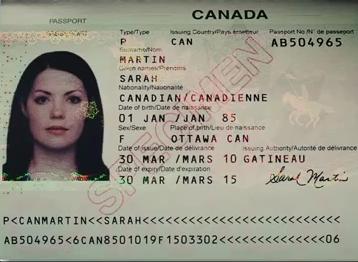 CANADA
PASSPORT
Type/Type Issuing Country/Pays émetteur Passport No./N° de passeport
P CAN AB504965
Surname/Nom
MARTIN
Given names/Prénoms
SARAH
Nationality/Nationalité
CANADIAN/CANADIENNE
Date of birth/Date de naissance
01 JAN /JAN 85
Sex/Sexe Place of birth/Lieu de naissance
F OTTAWA CAN
Date of issue/Date de délivrance Issuing Authority/Autorité de délivrance
30 MAR /MARS 10 GATINEAU
Date of expiry/Date d'expiration
30 MAR /MARS 15 Sarah Martin
SPECIMEN
P<CANMARTIN<<SARAH<<<<<<<<<<<<<<<<<<<<<<<<<<
AB504965<6CAN8501019F1503302<<<<<<<<<<<<<<06